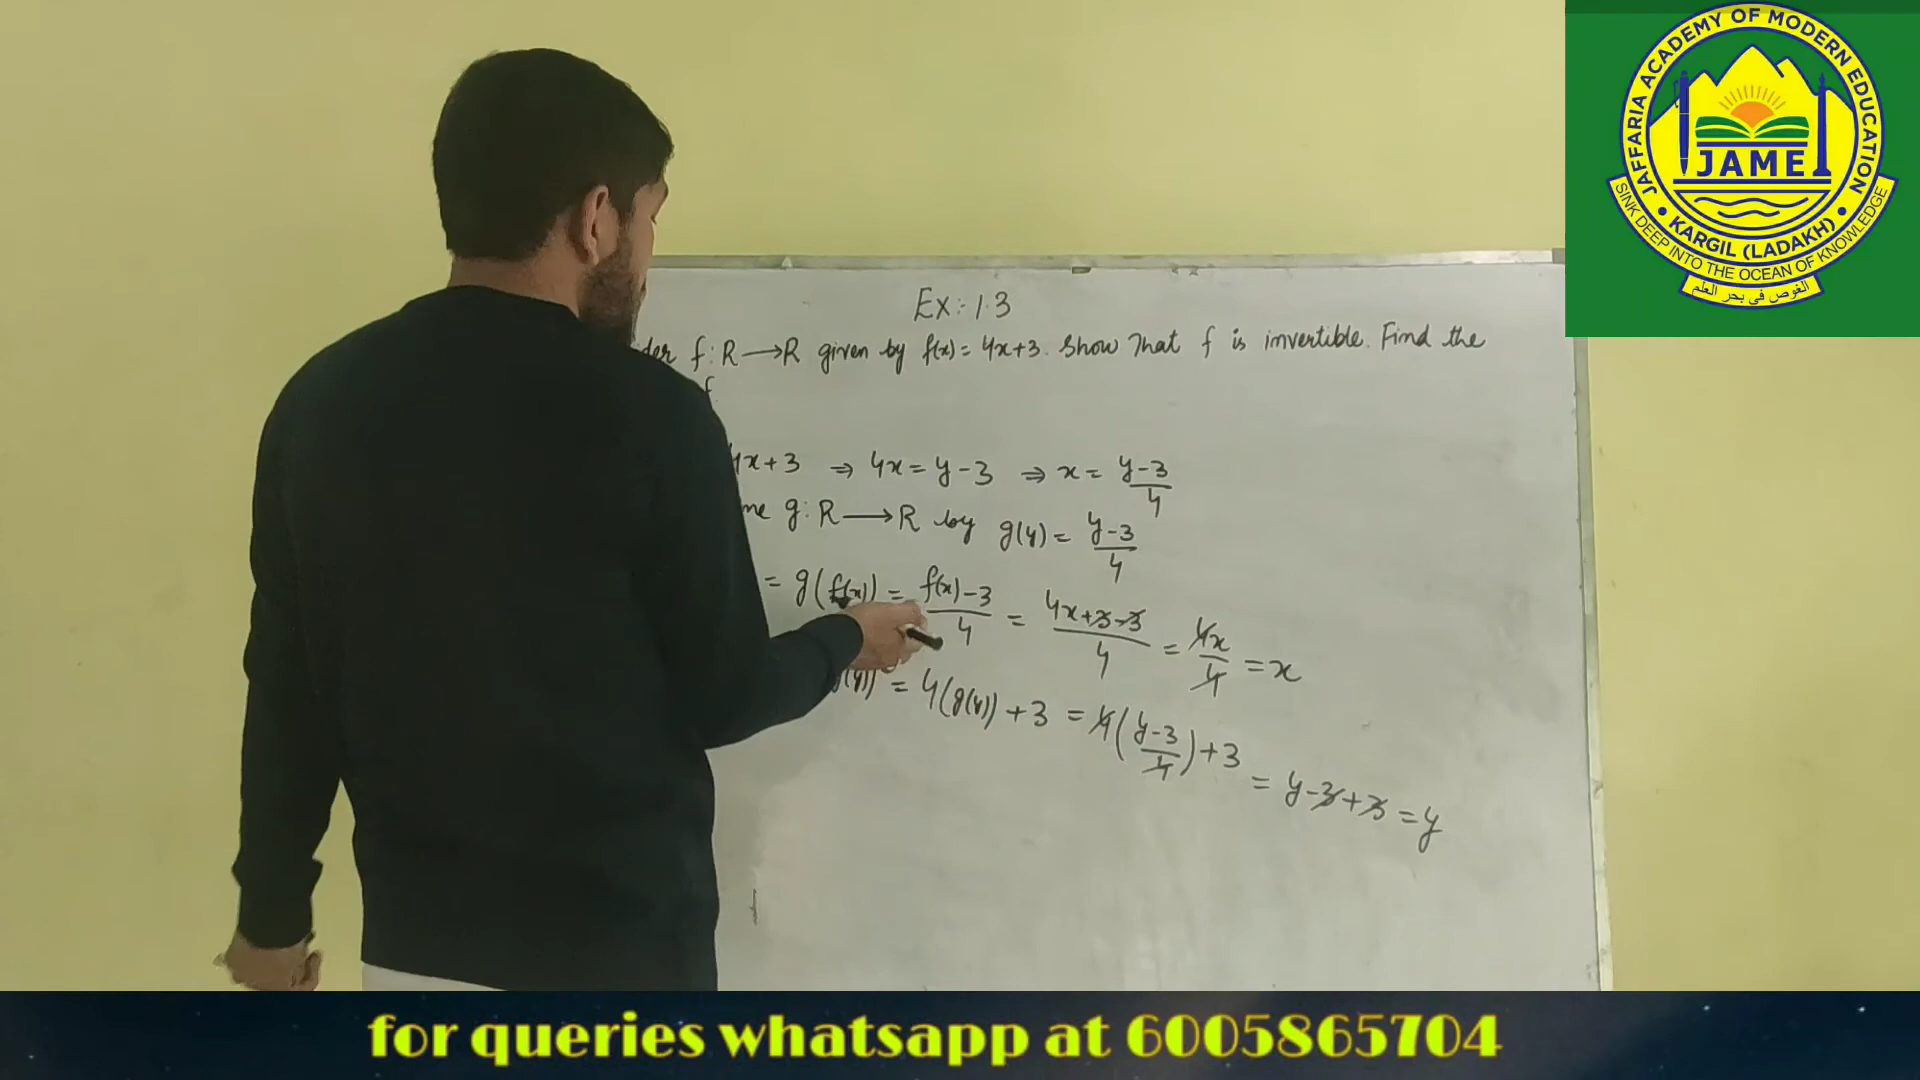 JAFFARIA ACADEMY OF MODERN EDUCATION
JAME
KARGIL (LADAKH)
SINK DEEP INTO THE OCEAN OF KNOWLEDGE
الغوص في بحر العلم
Ex:- 1.3
f: R ⟶ R given by f(x) = 4x+3. Show that f is invertible. Find the
f.
4x+3 ⇒ 4x = y-3 ⇒ x = (y-3)/4
g: R ⟶ R by g(y) = (y-3)/4
= g(f(x)) = (f(x)-3)/4 = (4x+3-3)/4 = 4x/4 = x
g(y)) = 4(g(y)) + 3 = 4((y-3)/4) + 3
= y-3+3 = y
for queries whatsapp at 6005865704